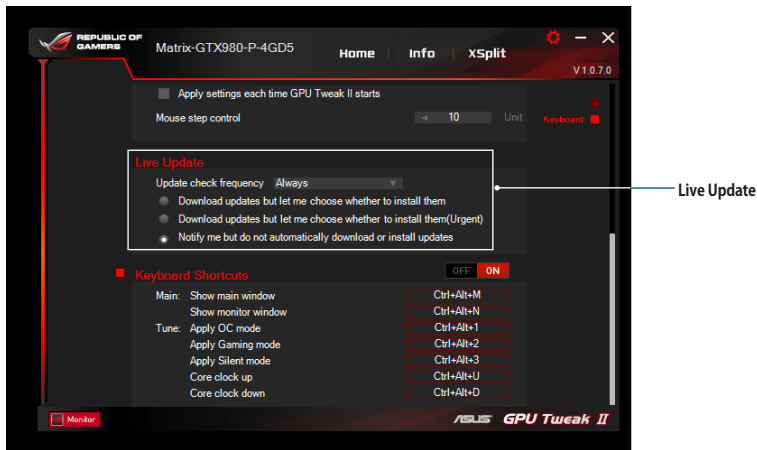 REPUBLIC OF
GAMERS
Matrix-GTX980-P-4GD5
Home Info XSplit
V 1.0.7.0
Apply settings each time GPU Tweak II starts
Mouse step control 10 Unit
Keyboard
Live Update
Update check frequency Always
Download updates but let me choose whether to install them
Download updates but let me choose whether to install them(Urgent)
Notify me but do not automatically download or install updates
Live Update
Keyboard Shortcuts OFF ON
Main: Show main window Ctrl+Alt+M
Show monitor window Ctrl+Alt+N
Tune: Apply OC mode Ctrl+Alt+1
Apply Gaming mode Ctrl+Alt+2
Apply Silent mode Ctrl+Alt+3
Core clock up Ctrl+Alt+U
Core clock down Ctrl+Alt+D
Monitor
ASUS GPU Tweak II